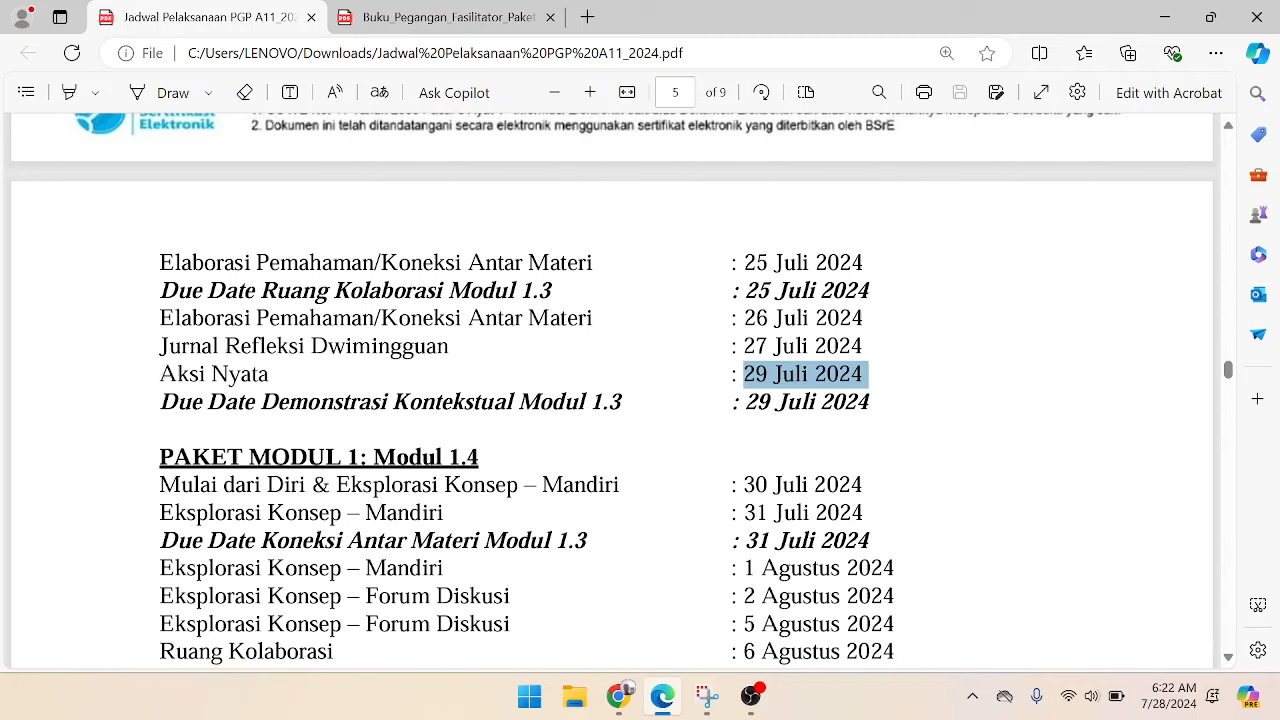 Jadwal Pelaksanaan PGP A11_20
Buku_Pegangan_Fasilitator_Paket
File
C:/Users/LENOVO/Downloads/Jadwal%20Pelaksanaan%20PGP%20A11_2024.pdf
Draw
Ask Copilot
5 of 9
Edit with Acrobat
Sertifikasi
Elektronik
2. Dokumen ini telah ditandatangani secara elektronik menggunakan sertifikat elektronik yang diterbitkan oleh BSrE
Elaborasi Pemahaman/Koneksi Antar Materi : 25 Juli 2024
Due Date Ruang Kolaborasi Modul 1.3 : 25 Juli 2024
Elaborasi Pemahaman/Koneksi Antar Materi : 26 Juli 2024
Jurnal Refleksi Dwimingguan : 27 Juli 2024
Aksi Nyata : 29 Juli 2024
Due Date Demonstrasi Kontekstual Modul 1.3 : 29 Juli 2024
PAKET MODUL 1: Modul 1.4
Mulai dari Diri & Eksplorasi Konsep – Mandiri : 30 Juli 2024
Eksplorasi Konsep – Mandiri : 31 Juli 2024
Due Date Koneksi Antar Materi Modul 1.3 : 31 Juli 2024
Eksplorasi Konsep – Mandiri : 1 Agustus 2024
Eksplorasi Konsep – Forum Diskusi : 2 Agustus 2024
Eksplorasi Konsep – Forum Diskusi : 5 Agustus 2024
Ruang Kolaborasi : 6 Agustus 2024
6:22 AM
7/28/2024
PRE